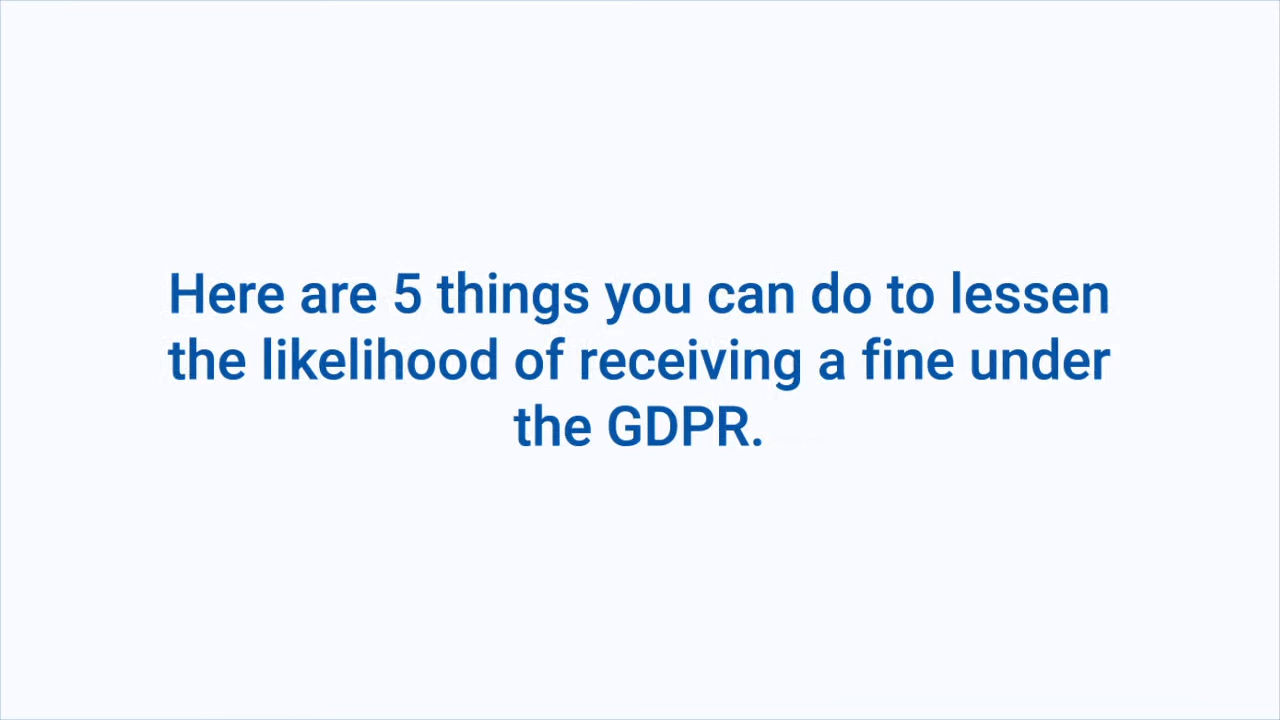 Here are 5 things you can do to lessen
the likelihood of receiving a fine under
the GDPR.